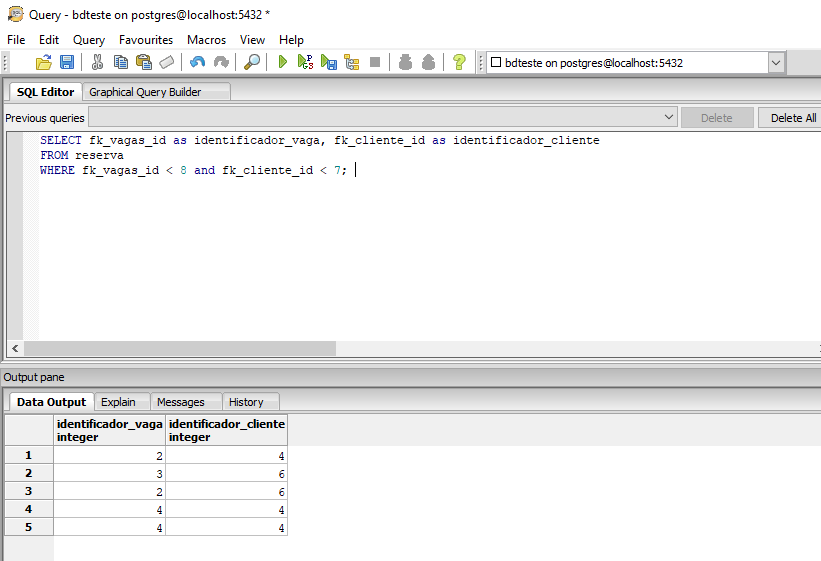 Query - bdteste on postgres@localhost:5432 *
File Edit Query Favourites Macros View Help
bdteste on postgres@localhost:5432
SQL Editor Graphical Query Builder
Previous queries Delete Delete All
SELECT fk_vagas_id as identificador_vaga, fk_cliente_id as identificador_cliente
FROM reserva
WHERE fk_vagas_id < 8 and fk_cliente_id < 7;
Output pane
Data Output Explain Messages History
identificador_vaga identificador_cliente
integer integer
1 2 4
2 3 6
3 2 6
4 4 4
5 4 4